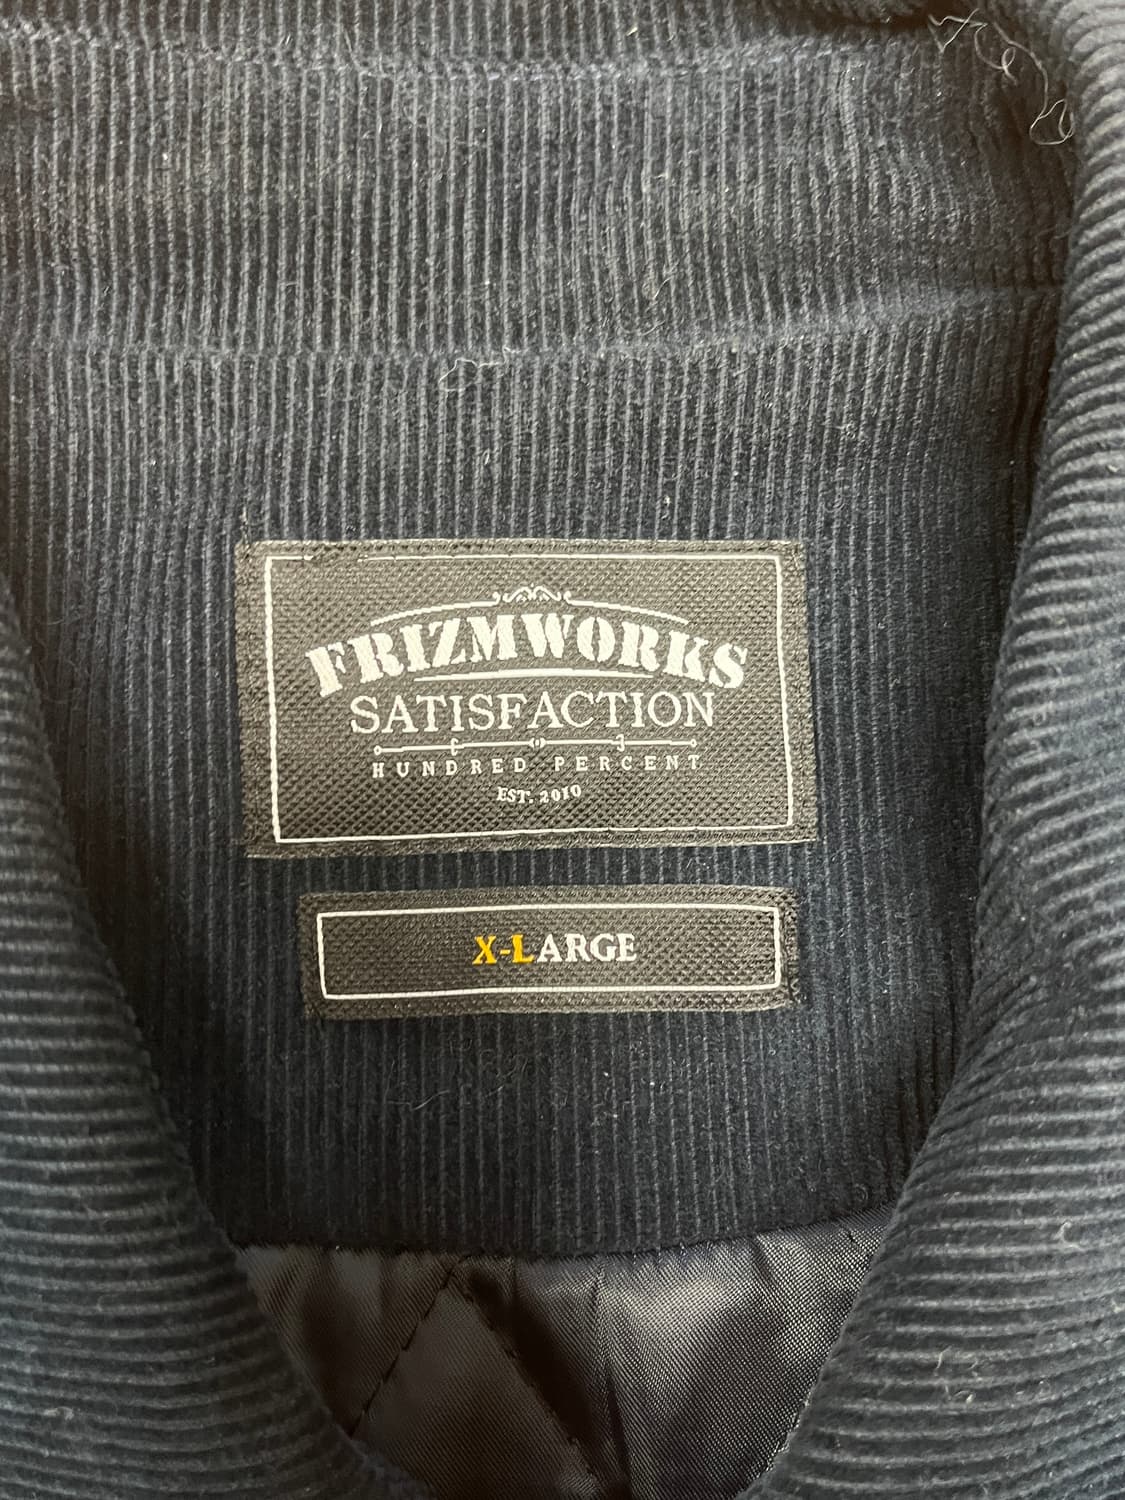 FRIZMWORKS
SATISFACTION
HUNDRED PERCENT
EST. 2010
X-LARGE